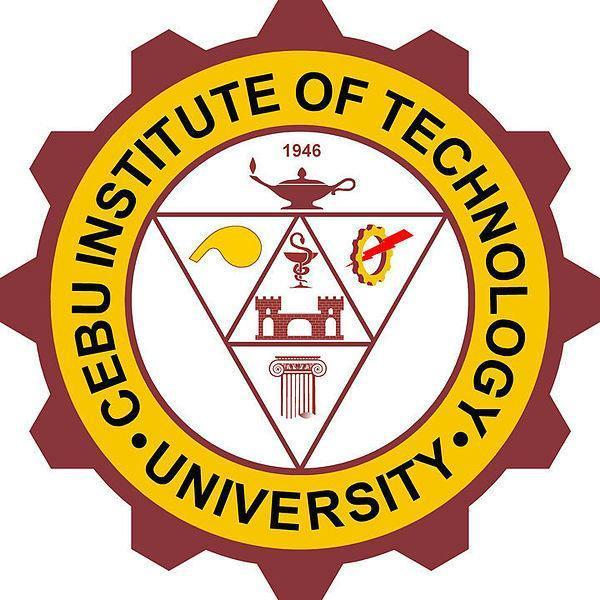 CEBU INSTITUTE OF TECHNOLOGY
• UNIVERSITY •
1946